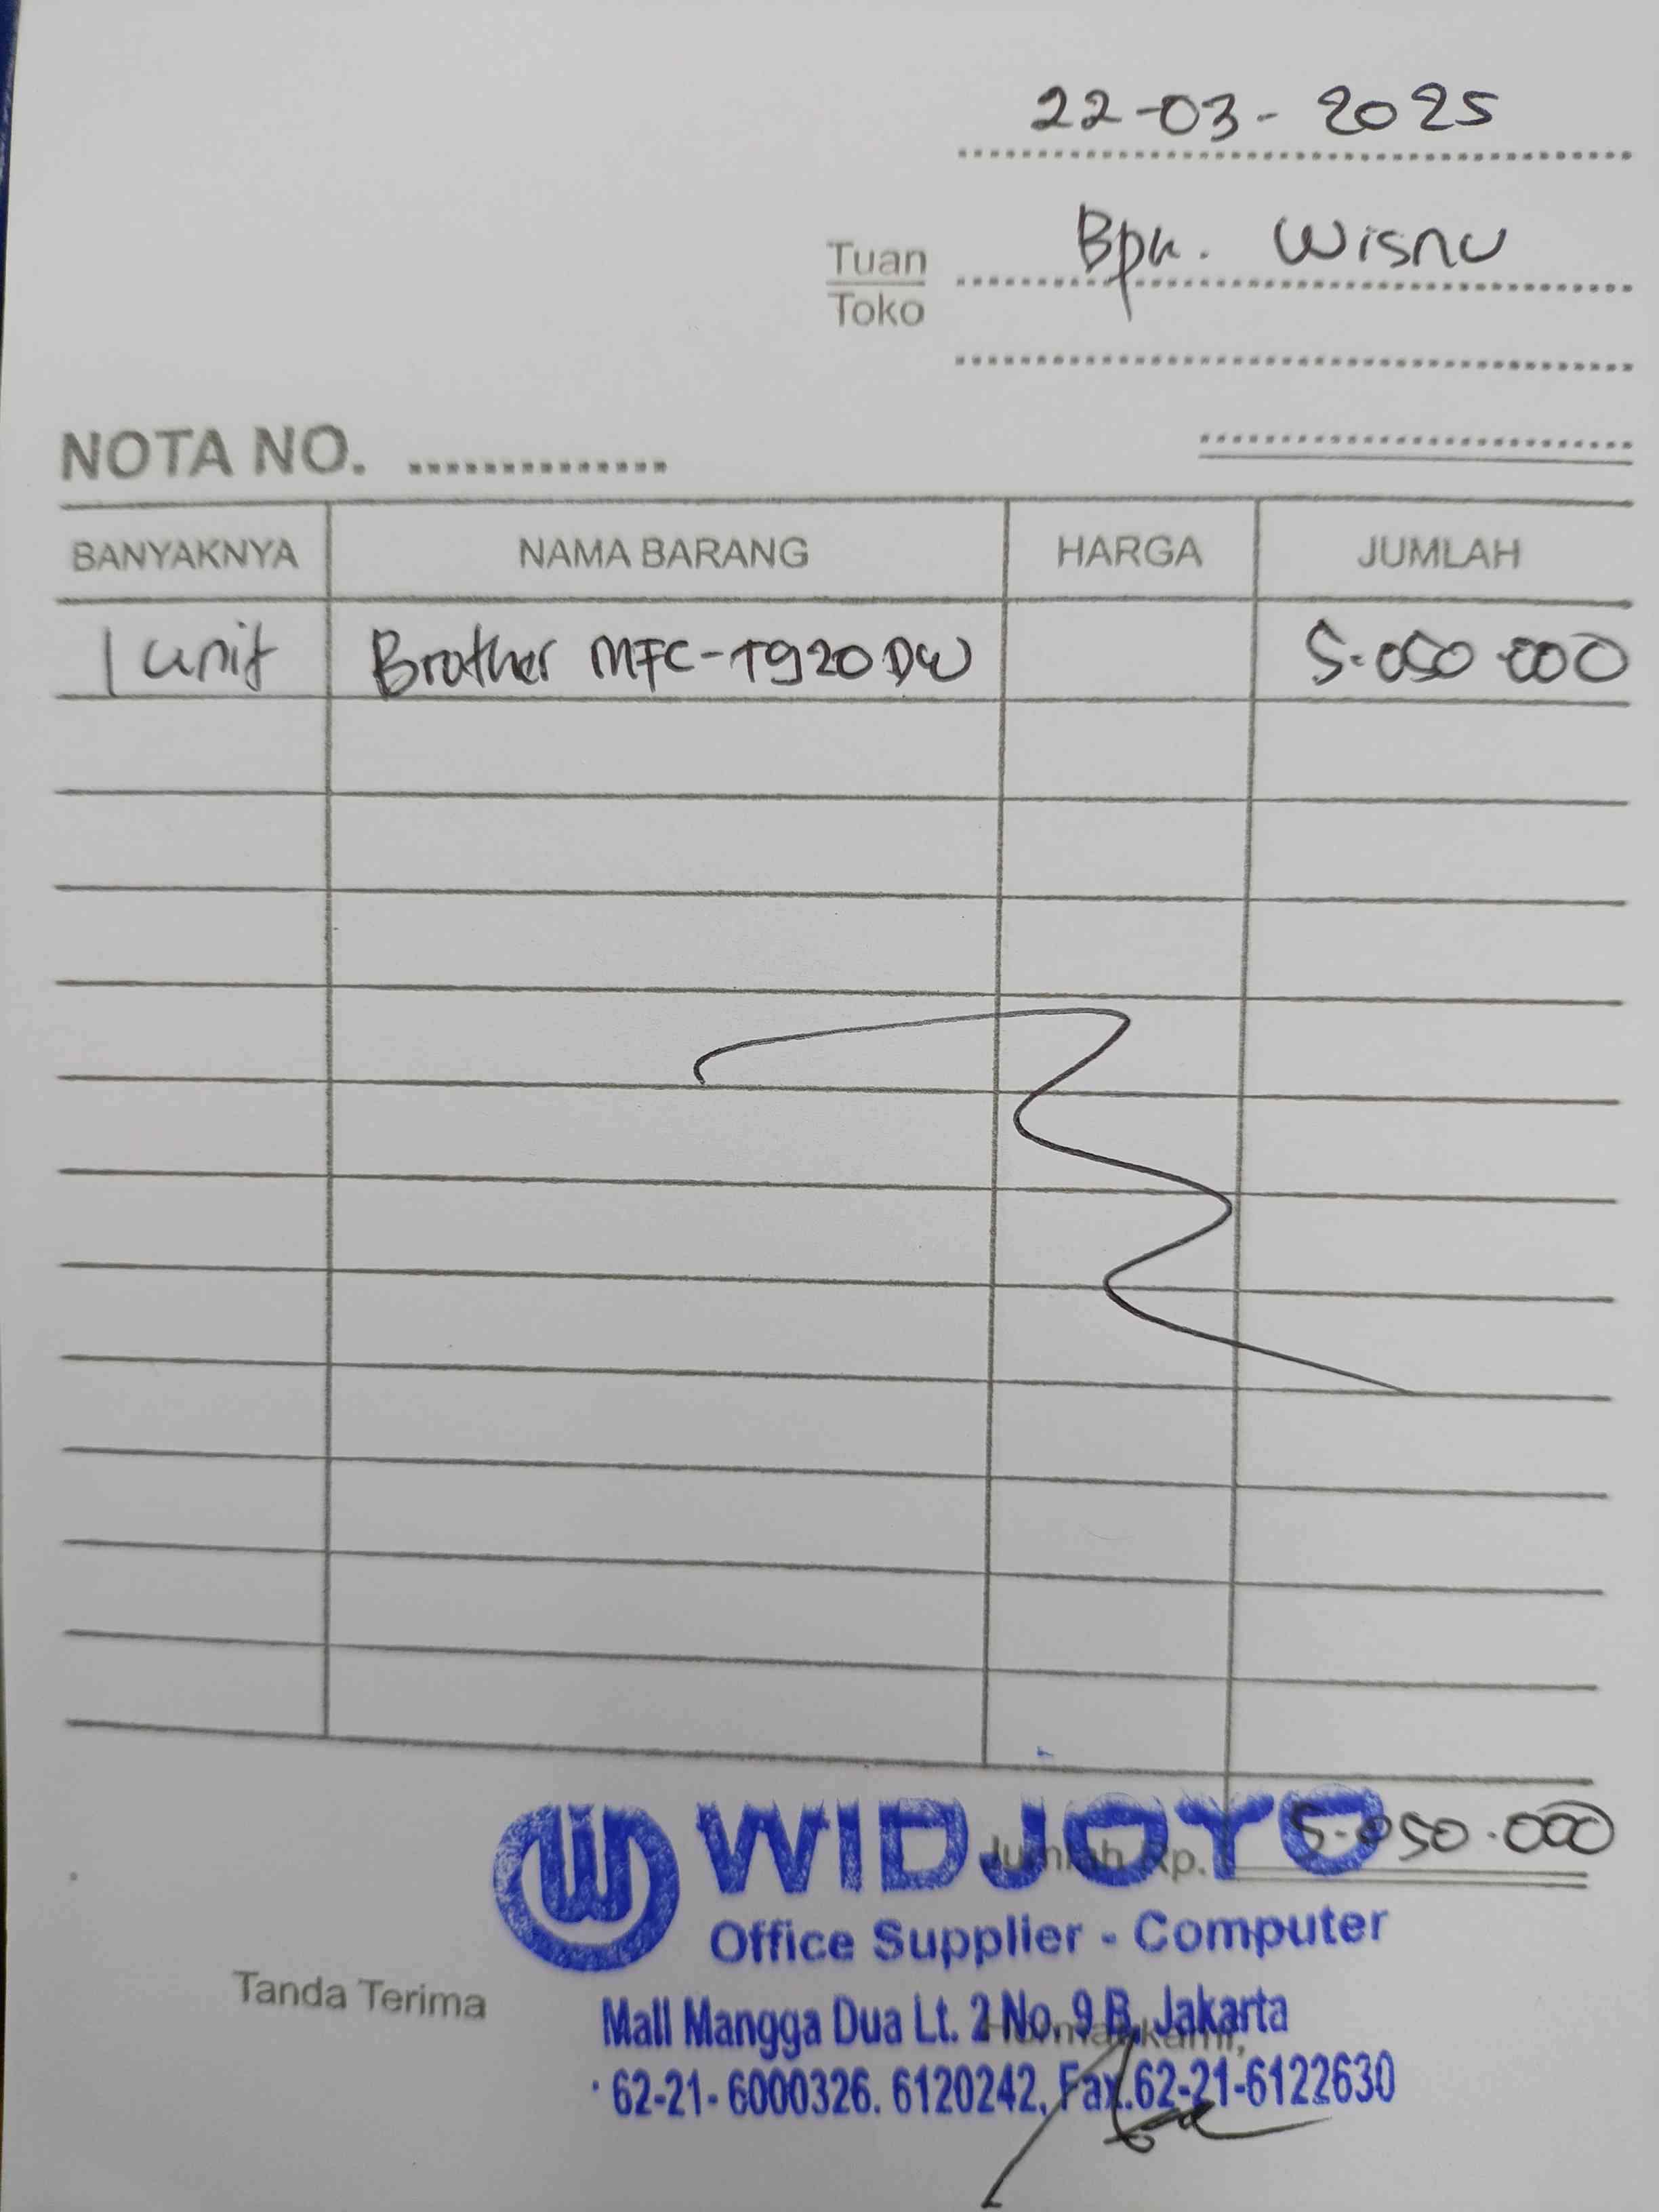 22-03-2025
Tuan Bpk. Wisnu
Toko
NOTA NO. ..............
BANYAKNYA NAMA BARANG HARGA JUMLAH
1 unit Brother MFC-T920DW 5.050.000
Jumlah Rp. 5.050.000
WIDJOYO
Office Supplier - Computer
Tanda Terima
Mall Mangga Dua Lt. 2 No. 9 B, Jakarta
Hormat kami,
62-21- 6000326. 6120242, Fax.62-21-6122630